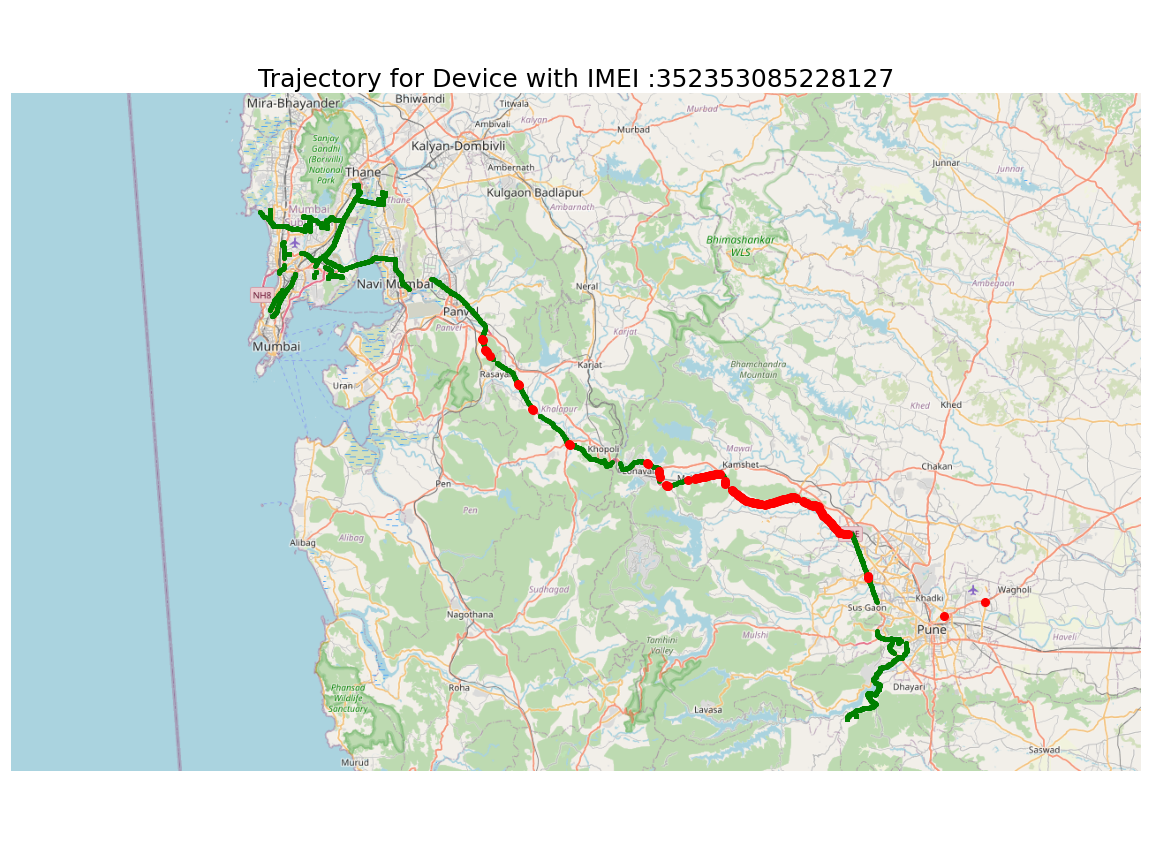 Trajectory for Device with IMEI :352353085228127
Mira-Bhayander
Bhiwandi
Titwala
Kalyan
Murbad
Ambivali
Murbad
Sanjay
Gandhi
(Borivili)
National
Park
Kalyan-Dombivli
Junnar
Junnar
Thane
Ambernath
Kulgaon Badlapur
Thane
Ambarnath
Mumbai
Bhimashankar
WLS
Navi Mumbai
Neral
Ambegaon
NH8
Panvel
Panvel
Karjat
Mumbai
Karjat
Bhamchandra
Mountain
Uran
Khed
Khed
Khalapur
Khopoli
Mawal
Kamshet
Chakan
Pen
Pen
Alibag
Alibag
Sudhagad
Khadki
Wagholi
Sus Gaon
Nagothana
Pune
Tamhini
Valley
Mulshi
Haveli
Phansad
Wildlife
Sanctuary
Roha
Dhayari
Lavasa
Saswad
Murud